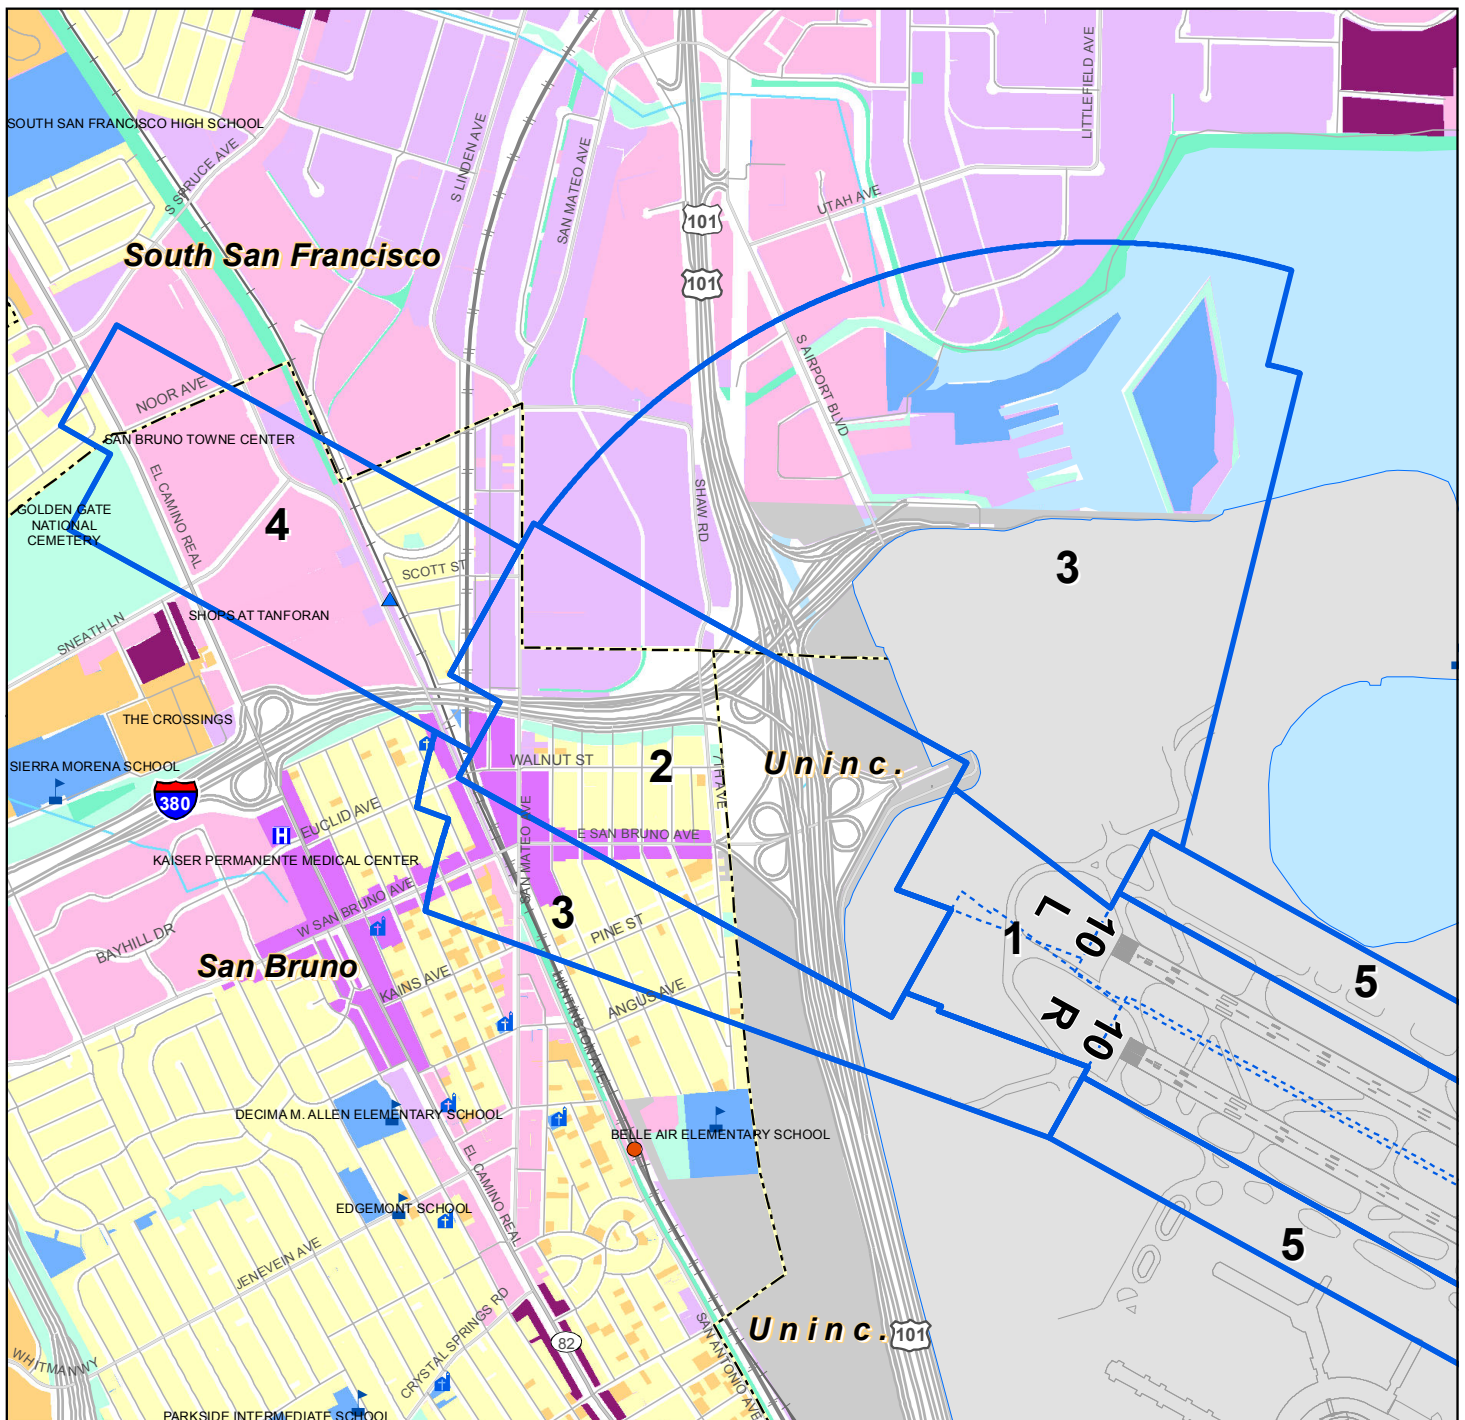 LITTLEFIELD AVE
SOUTH SAN FRANCISCO HIGH SCHOOL
S SPRUCE AVE
S LINDEN AVE
SAN MATEO AVE
UTAH AVE
101
South San Francisco
101
S AIRPORT BLVD
NOOR AVE
SAN BRUNO TOWNE CENTER
EL CAMINO REAL
GOLDEN GATE
NATIONAL
CEMETERY
4
SHAW RD
3
SCOTT ST
SHOPS AT TANFORAN
SNEATH LN
THE CROSSINGS
SIERRA MORENA SCHOOL
380
WALNUT ST
2
7TH AVE
Uninc.
H
EUCLID AVE
SAN MATEO AVE
E SAN BRUNO AVE
KAISER PERMANENTE MEDICAL CENTER
W SAN BRUNO AVE
BAYHILL DR
3
PINE ST
San Bruno
KAINS AVE
HUNTINGTON AVE
ANGUS AVE
1
10
L
10
R
5
DECIMA M. ALLEN ELEMENTARY SCHOOL
BELLE AIR ELEMENTARY SCHOOL
EL CAMINO REAL
EDGEMONT SCHOOL
JENEVEIN AVE
5
CRYSTAL SPRINGS RD
82
SAN ANTONIO AVE
Uninc.
101
WHITMAN WY
PARKSIDE INTERMEDIATE SCHOOL